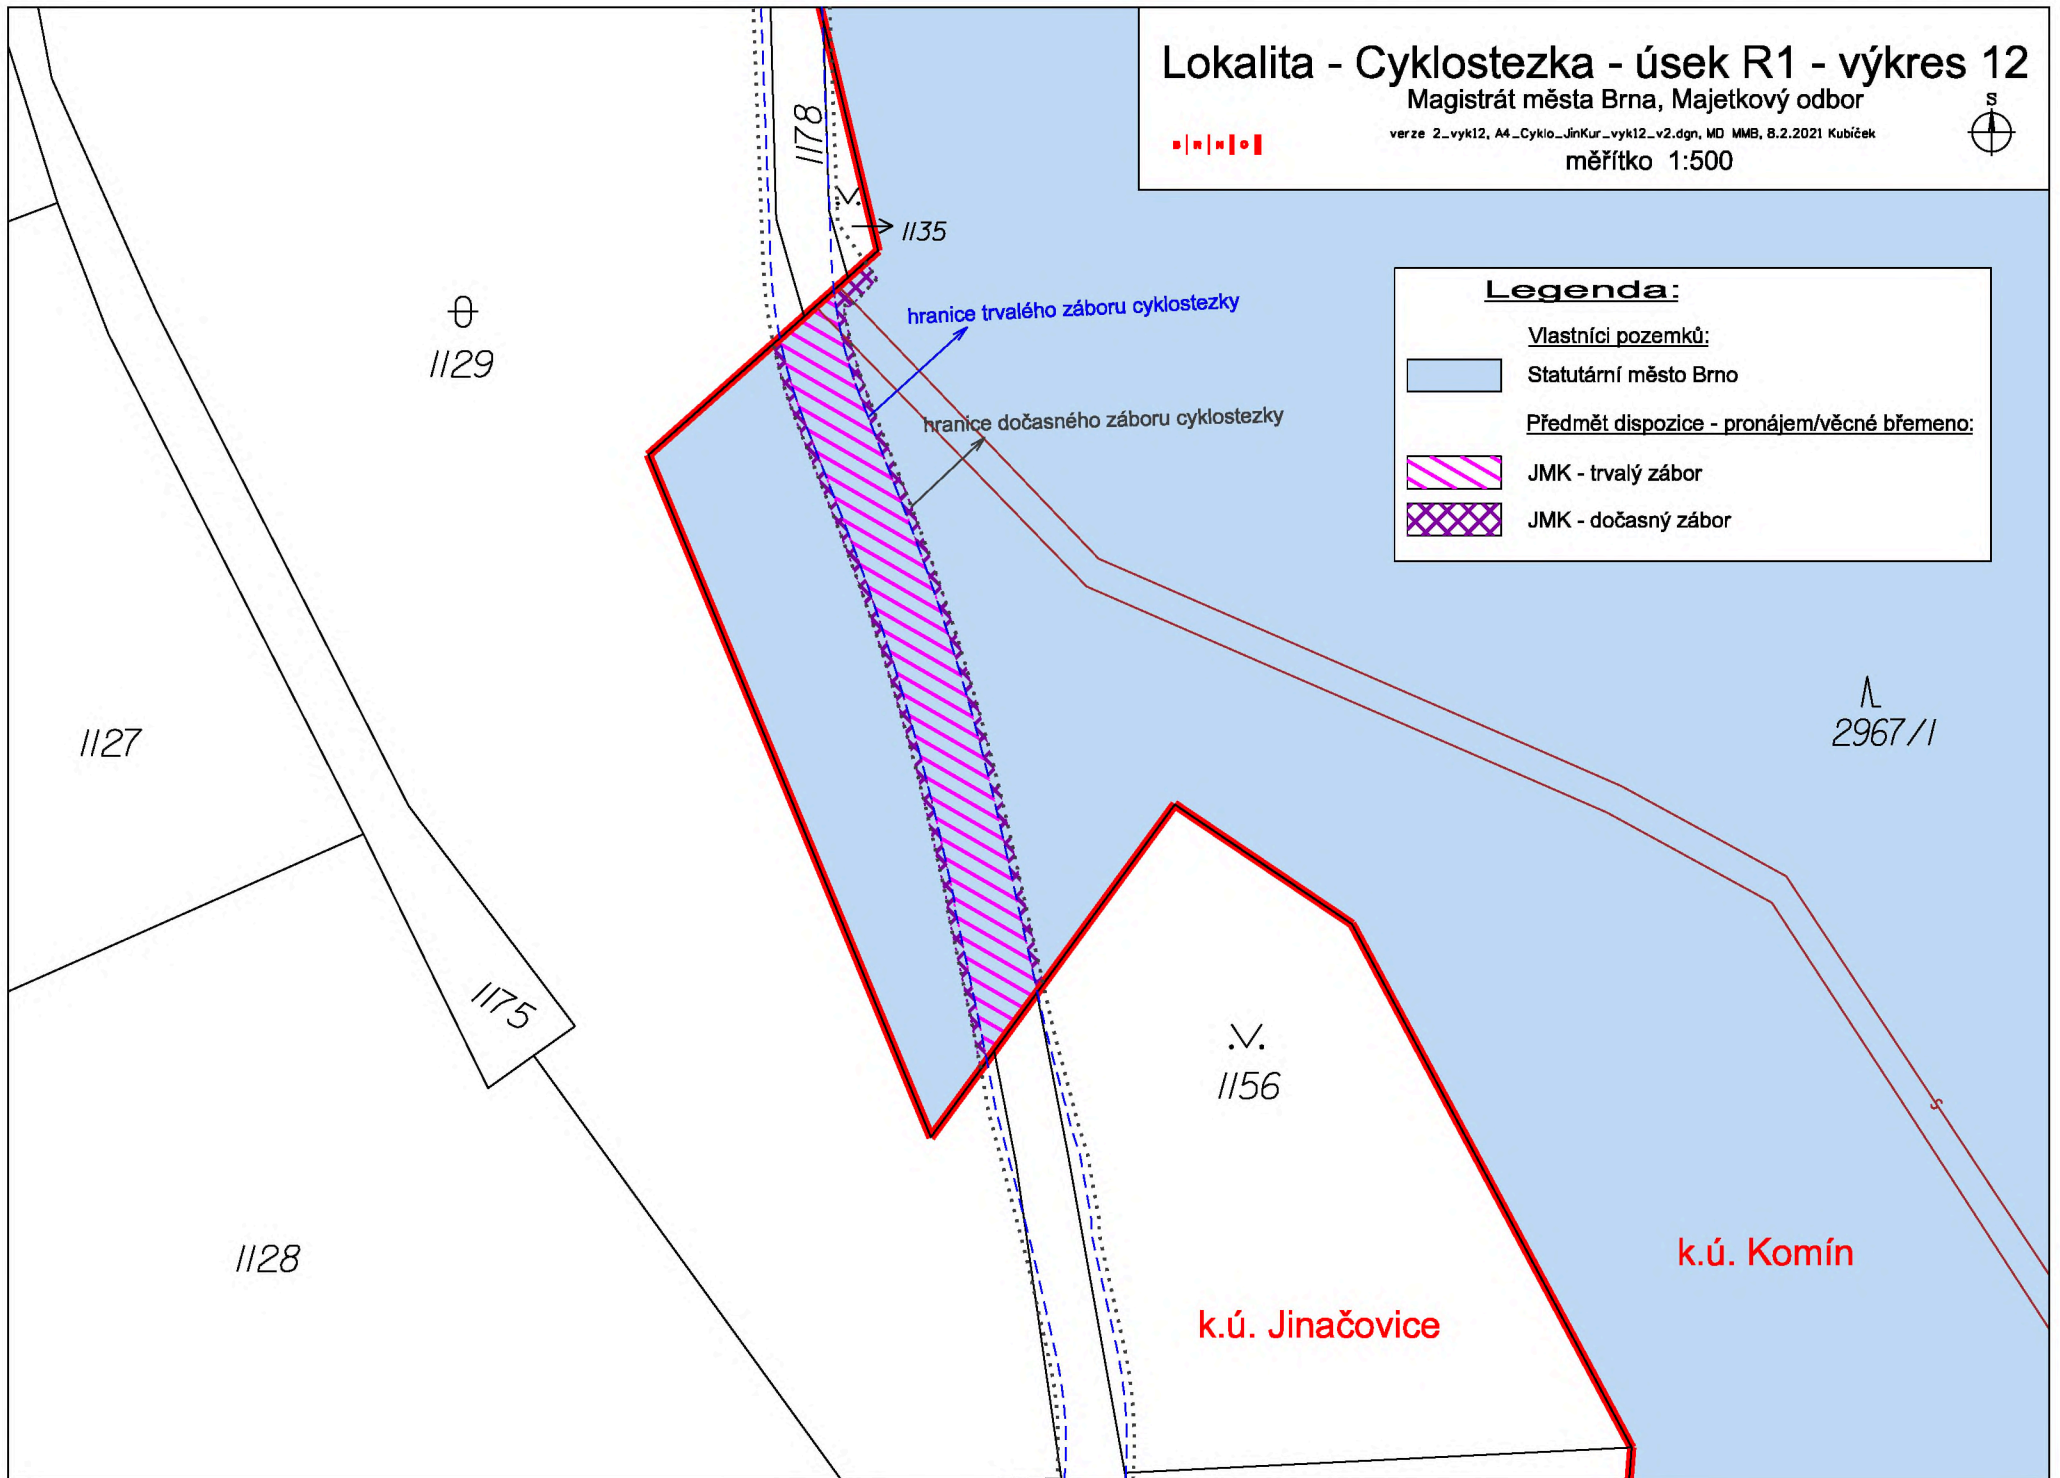 Lokalita - Cyklostezka - úsek R1 - výkres 12
Magistrát města Brna, Majetkový odbor
verze 2_vyk12, A4_Cyklo_JinKur_vyk12_v2.dgn, MD MMB, 8.2.2021 Kubíček
měřítko 1:500
B R N O
S
1178
1135
hranice trvalého záboru cyklostezky
hranice dočasného záboru cyklostezky
Legenda:
Vlastníci pozemků:
Statutární město Brno
Předmět dispozice - pronájem/věcné břemeno:
JMK - trvalý zábor
JMK - dočasný zábor
1129
1127
2967/1
1175
1156
1128
k.ú. Komín
k.ú. Jinačovice